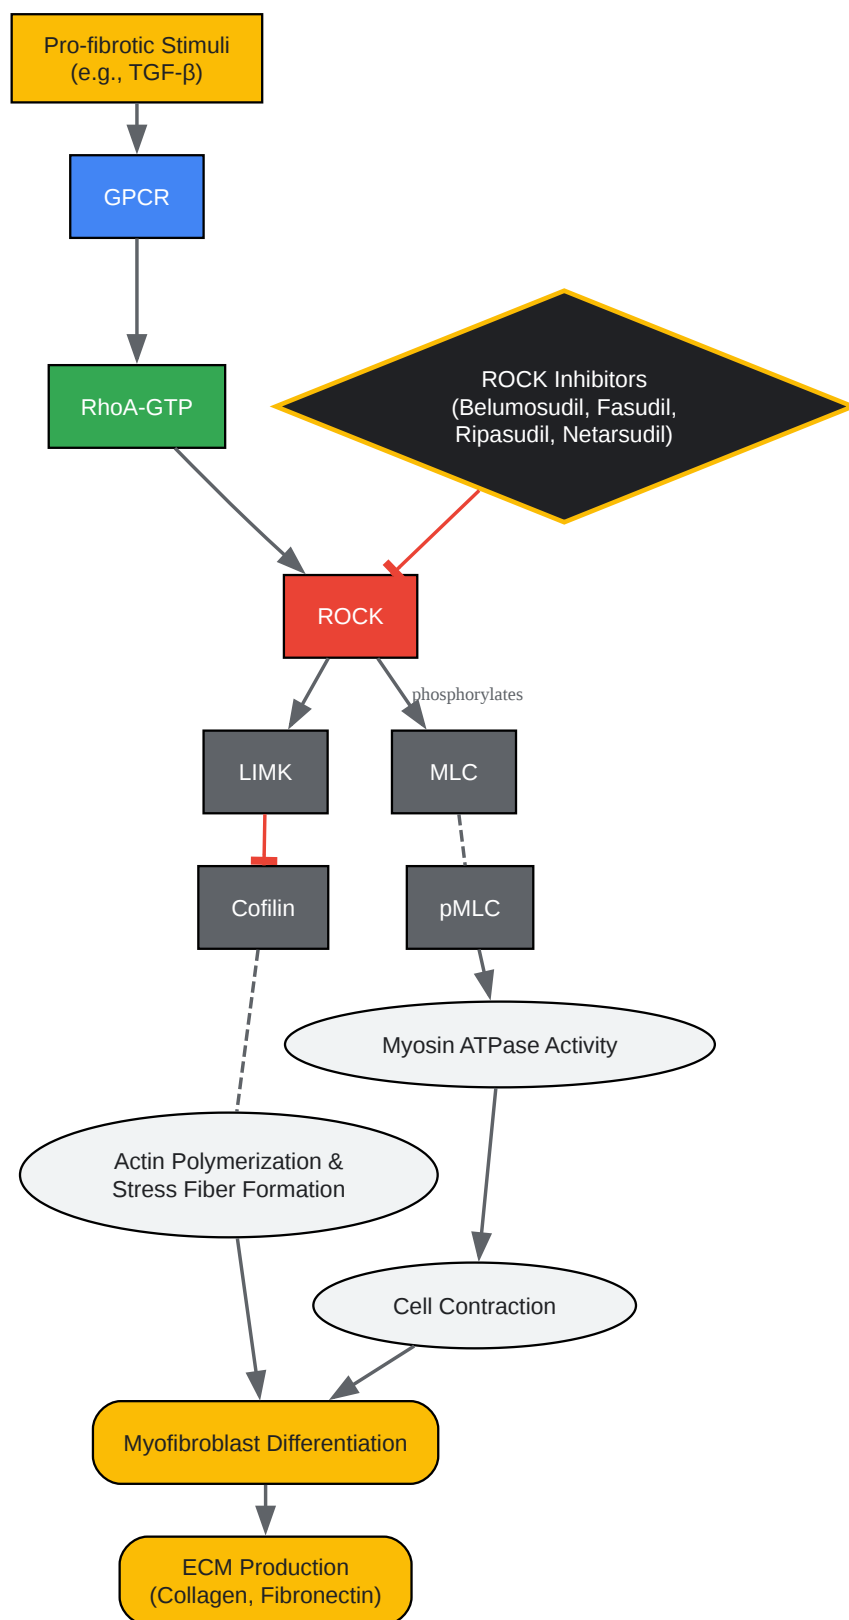 Pro-fibrotic Stimuli
(e.g., TGF-β)
GPCR
RhoA-GTP
ROCK Inhibitors
(Belumosudil, Fasudil,
Ripasudil, Netarsudil)
ROCK
phosphorylates
LIMK
MLC
Cofilin
pMLC
Myosin ATPase Activity
Actin Polymerization &
Stress Fiber Formation
Cell Contraction
Myofibroblast Differentiation
ECM Production
(Collagen, Fibronectin)